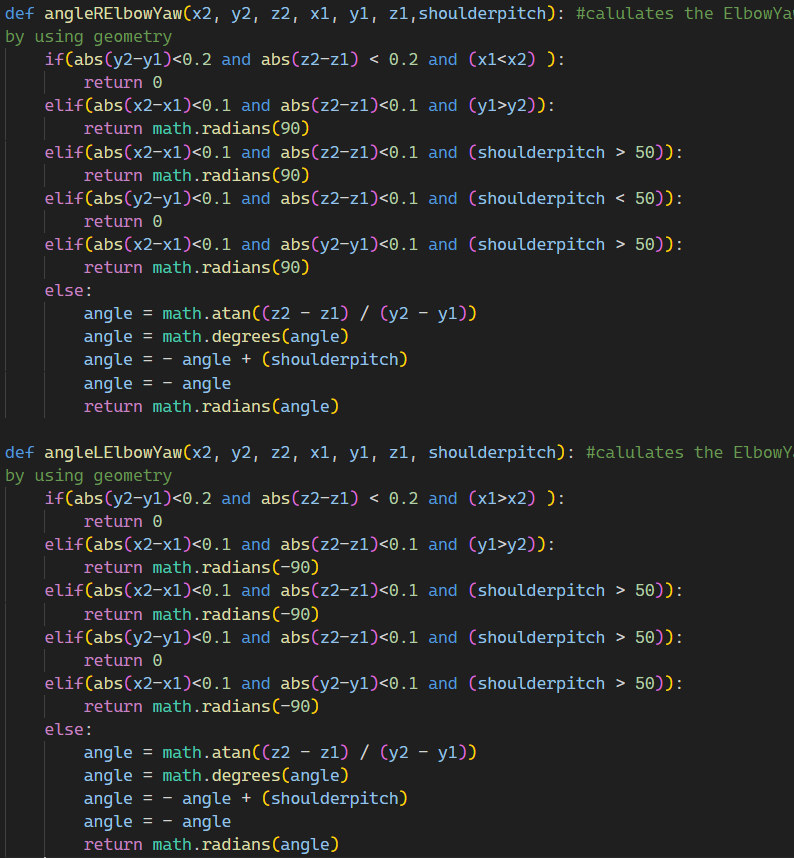 def angleRElbowYaw(x2, y2, z2, x1, y1, z1,shoulderpitch): #calulates the ElbowYaw
by using geometry
    if(abs(y2-y1)<0.2 and abs(z2-z1) < 0.2 and (x1<x2) ):
        return 0
    elif(abs(x2-x1)<0.1 and abs(z2-z1)<0.1 and (y1>y2)):
        return math.radians(90)
    elif(abs(x2-x1)<0.1 and abs(z2-z1)<0.1 and (shoulderpitch > 50)):
        return math.radians(90)
    elif(abs(y2-y1)<0.1 and abs(z2-z1)<0.1 and (shoulderpitch < 50)):
        return 0
    elif(abs(x2-x1)<0.1 and abs(y2-y1)<0.1 and (shoulderpitch > 50)):
        return math.radians(90)
    else:
        angle = math.atan((z2 - z1) / (y2 - y1))
        angle = math.degrees(angle)
        angle = - angle + (shoulderpitch)
        angle = - angle
        return math.radians(angle)
def angleLElbowYaw(x2, y2, z2, x1, y1, z1, shoulderpitch): #calulates the ElbowY
by using geometry
    if(abs(y2-y1)<0.2 and abs(z2-z1) < 0.2 and (x1>x2) ):
        return 0
    elif(abs(x2-x1)<0.1 and abs(z2-z1)<0.1 and (y1>y2)):
        return math.radians(-90)
    elif(abs(x2-x1)<0.1 and abs(z2-z1)<0.1 and (shoulderpitch > 50)):
        return math.radians(-90)
    elif(abs(y2-y1)<0.1 and abs(z2-z1)<0.1 and (shoulderpitch > 50)):
        return 0
    elif(abs(x2-x1)<0.1 and abs(y2-y1)<0.1 and (shoulderpitch > 50)):
        return math.radians(-90)
    else:
        angle = math.atan((z2 - z1) / (y2 - y1))
        angle = math.degrees(angle)
        angle = - angle + (shoulderpitch)
        angle = - angle
        return math.radians(angle)